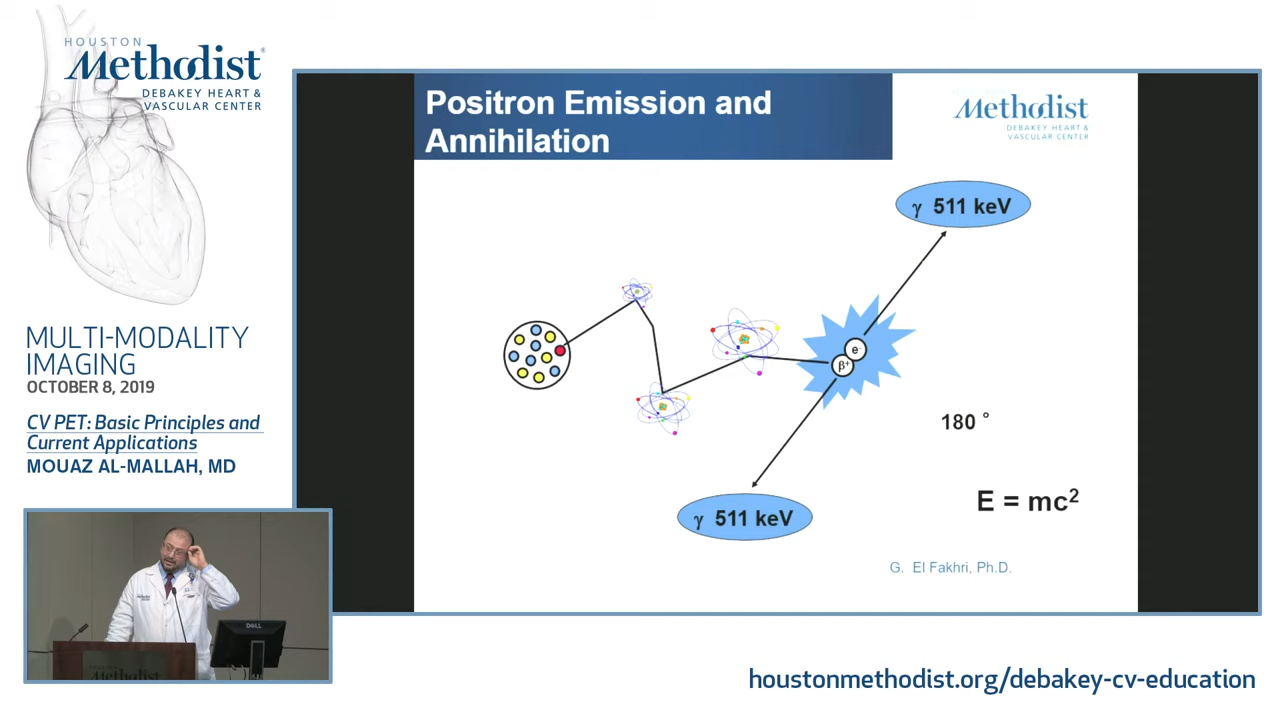 HOUSTON
Methodist
DEBAKEY HEART &
VASCULAR CENTER
MULTI-MODALITY
IMAGING
OCTOBER 8, 2019
CV PET: Basic Principles and
Current Applications
MOUAZ AL-MALLAH, MD
Positron Emission and
Annihilation
Methodist
DEBAKEY HEART &
VASCULAR CENTER
γ 511 keV
e-
β+
180 °
E = mc²
γ 511 keV
G. El Fakhri, Ph.D.
DELL
Methodist
houstonmethodist.org/debakey-cv-education